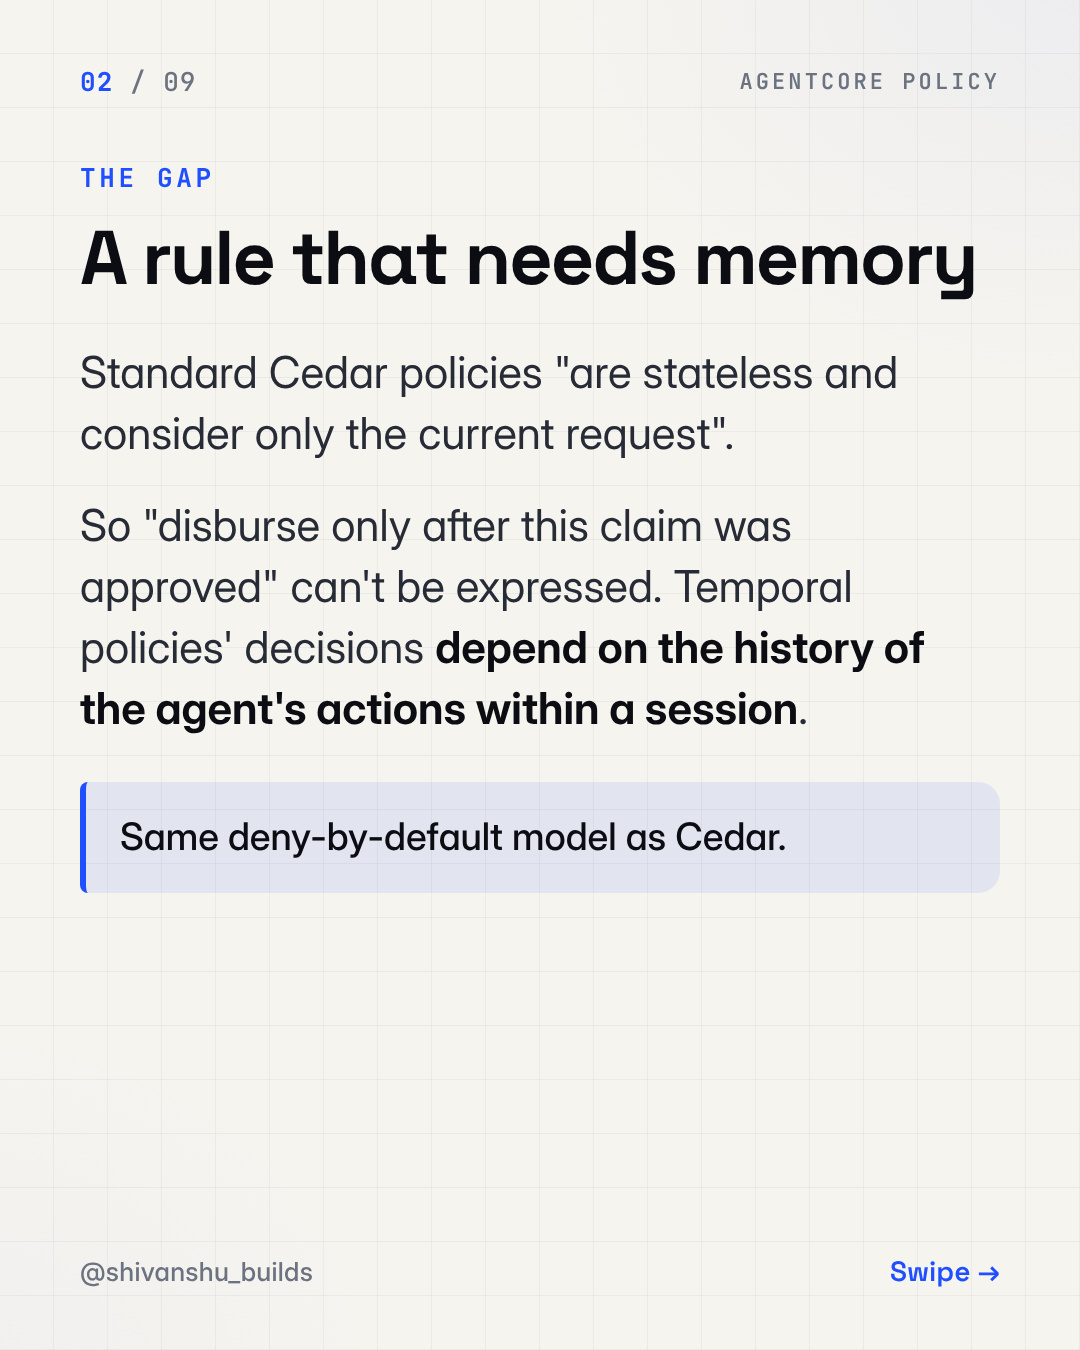 02 / 09
AGENTCORE POLICY
THE GAP
A rule that needs memory
Standard Cedar policies "are stateless and
consider only the current request".
So "disburse only after this claim was
approved" can't be expressed. Temporal
policies' decisions depend on the history of
the agent's actions within a session.
Same deny-by-default model as Cedar.
@shivanshu_builds
Swipe →